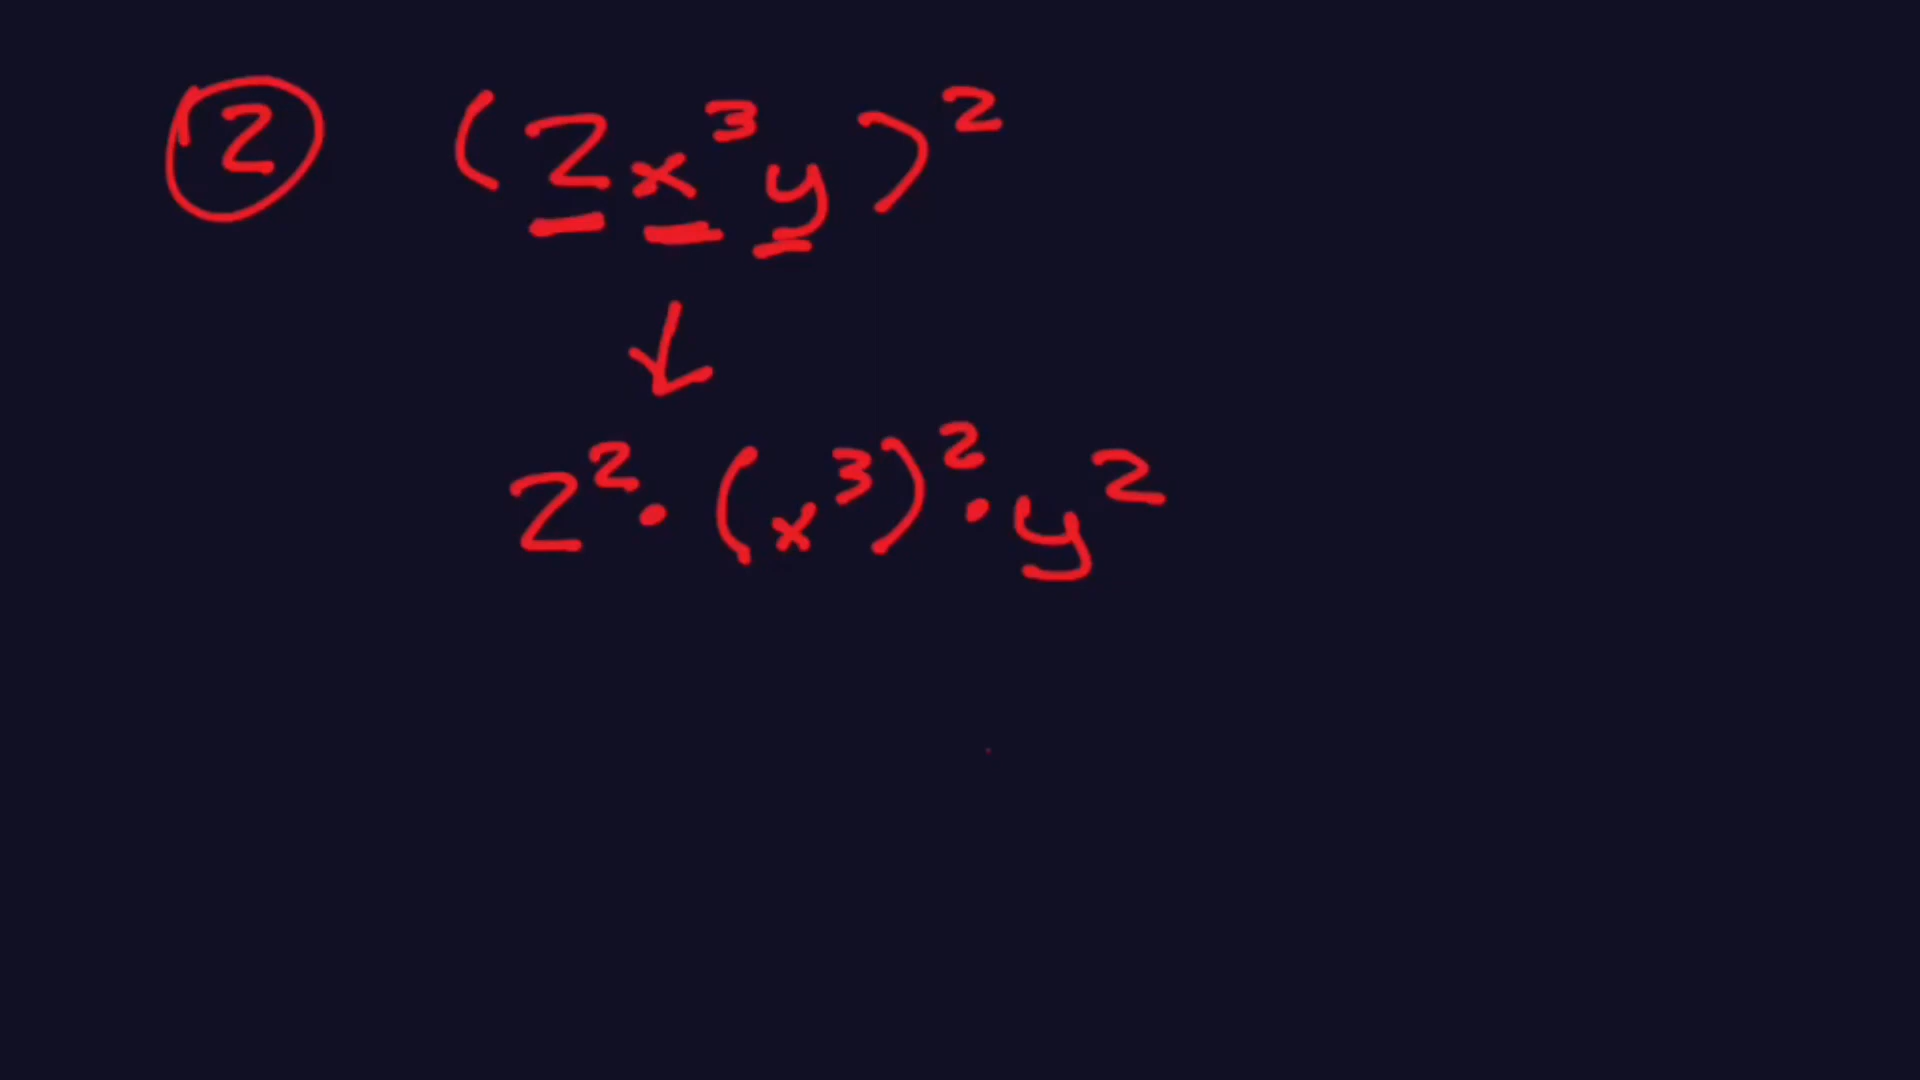 ② (2x³y)²
2² · (x³)² · y²